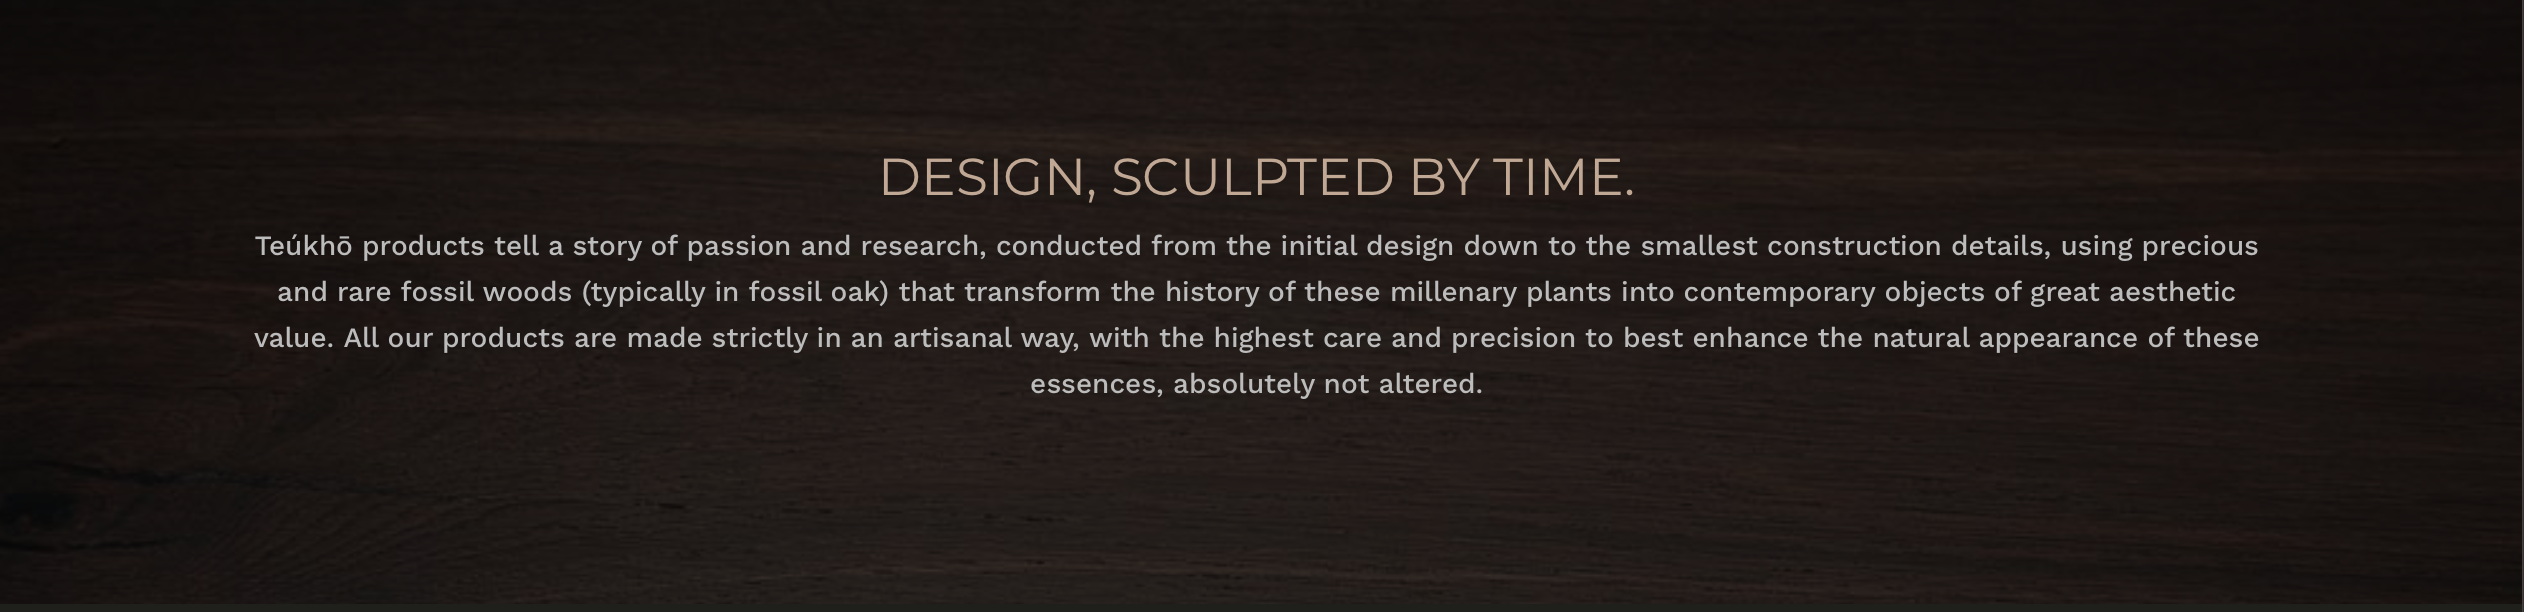 DESIGN, SCULPTED BY TIME.
Teúkhō products tell a story of passion and research, conducted from the initial design down to the smallest construction details, using precious
and rare fossil woods (typically in fossil oak) that transform the history of these millenary plants into contemporary objects of great aesthetic
value. All our products are made strictly in an artisanal way, with the highest care and precision to best enhance the natural appearance of these
essences, absolutely not altered.